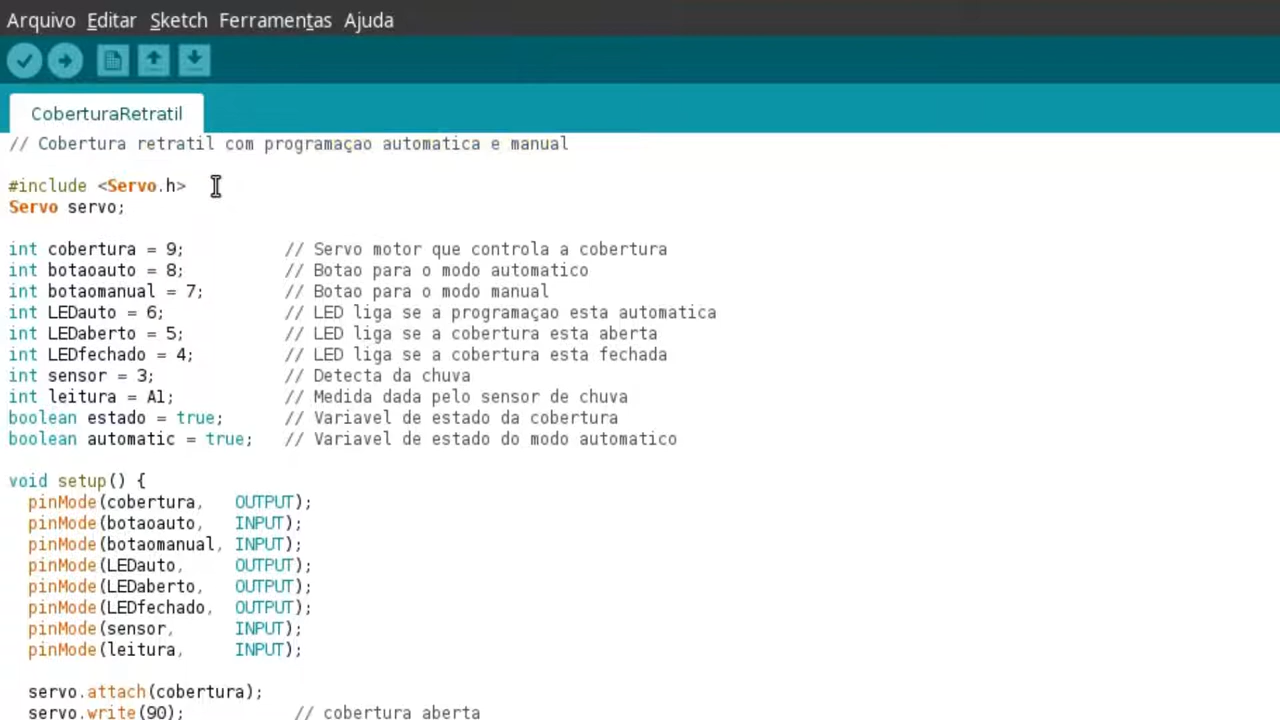 Arquivo Editar Sketch Ferramentas Ajuda
CoberturaRetratil
// Cobertura retratil com programaçao automatica e manual
#include <Servo.h>
Servo servo;
int cobertura = 9; // Servo motor que controla a cobertura
int botaoauto = 8; // Botao para o modo automatico
int botaomanual = 7; // Botao para o modo manual
int LEDauto = 6; // LED liga se a programaçao esta automatica
int LEDaberto = 5; // LED liga se a cobertura esta aberta
int LEDfechado = 4; // LED liga se a cobertura esta fechada
int sensor = 3; // Detecta da chuva
int leitura = A1; // Medida dada pelo sensor de chuva
boolean estado = true; // Variavel de estado da cobertura
boolean automatic = true; // Variavel de estado do modo automatico
void setup() {
pinMode(cobertura, OUTPUT);
pinMode(botaoauto, INPUT);
pinMode(botaomanual, INPUT);
pinMode(LEDauto, OUTPUT);
pinMode(LEDaberto, OUTPUT);
pinMode(LEDfechado, OUTPUT);
pinMode(sensor, INPUT);
pinMode(leitura, INPUT);
servo.attach(cobertura);
servo.write(90); // cobertura aberta